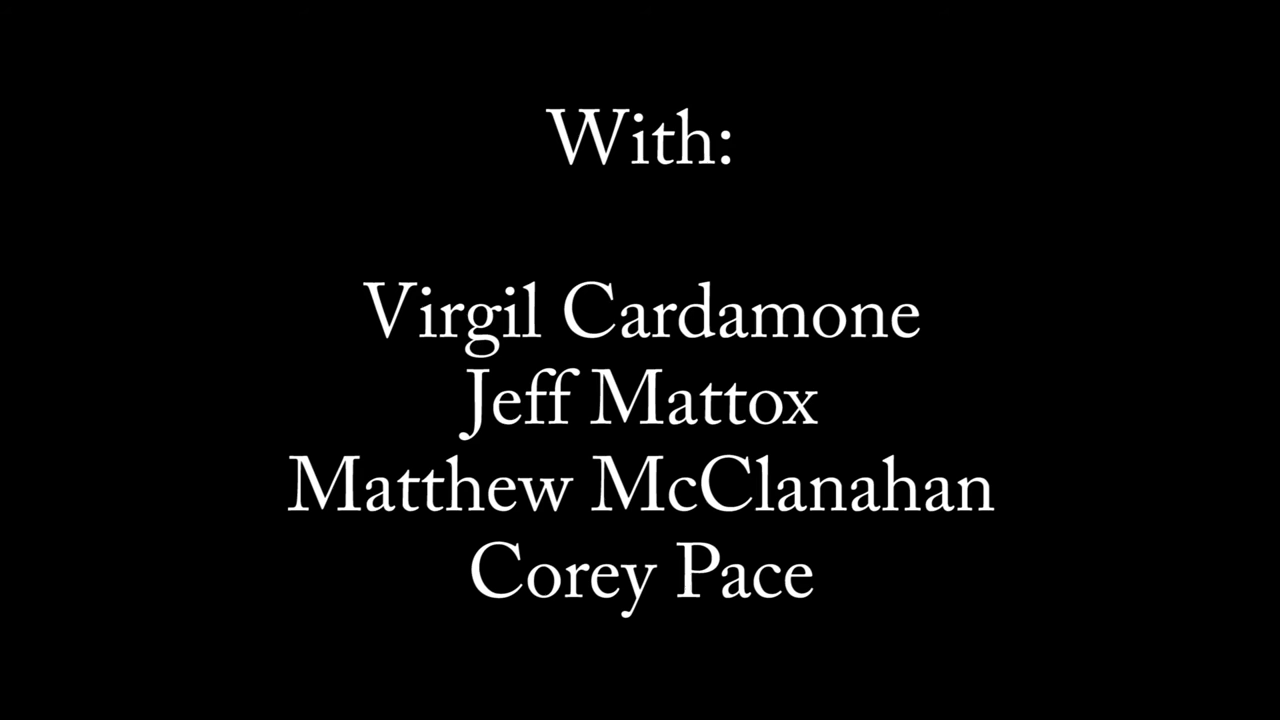 With:
Virgil Cardamone
Jeff Mattox
Matthew McClanahan
Corey Pace